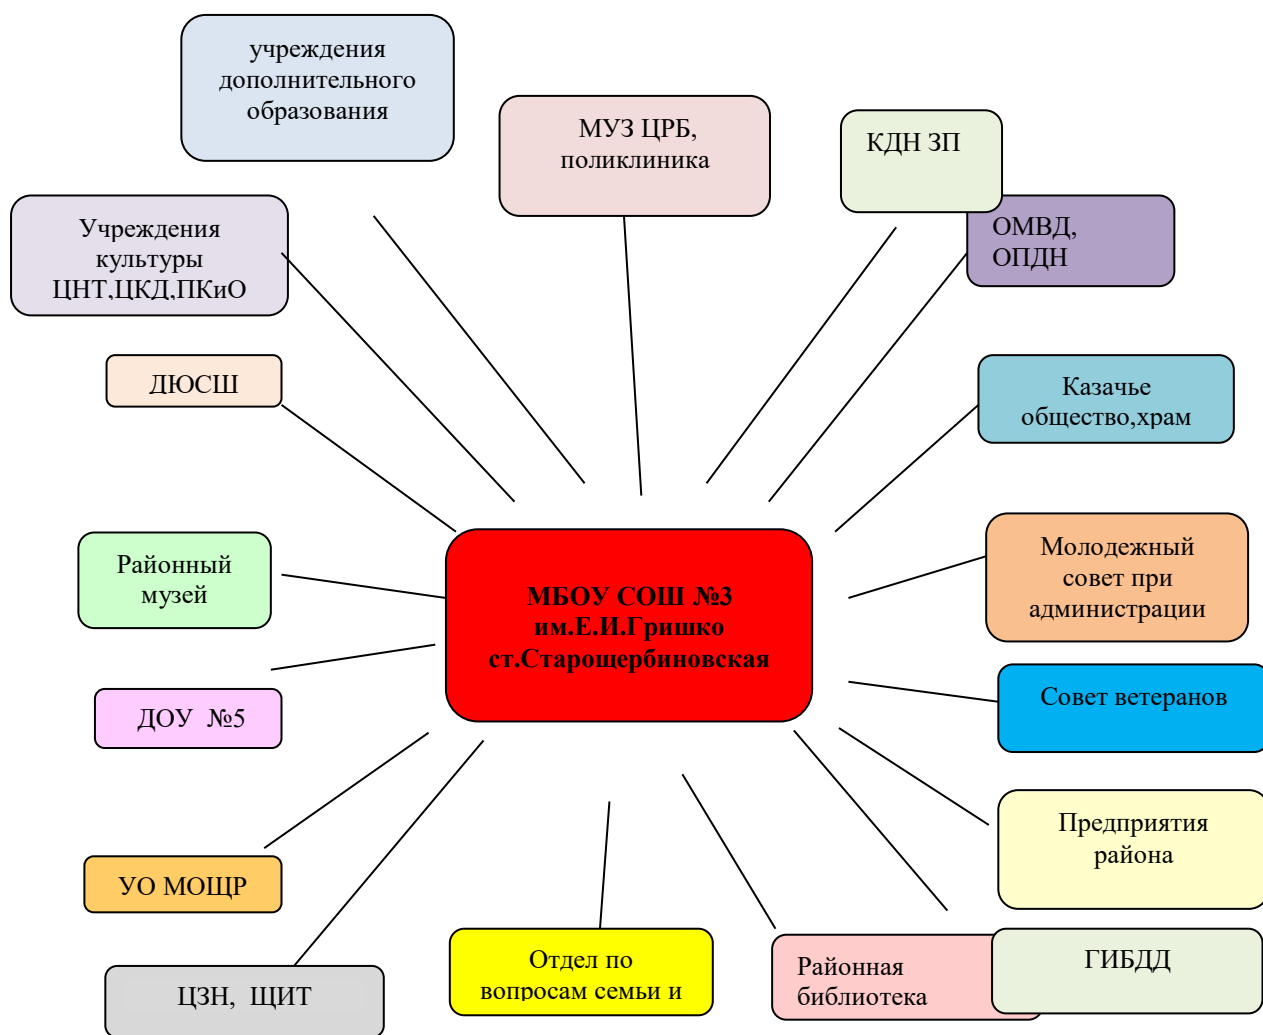 учреждения
дополнительного
образования
МУЗ ЦРБ,
поликлиника
КДН ЗП
Учреждения
культуры
ЦНТ,ЦКД,ПКиО
ОМВД,
ОПДН
ДЮСШ
Казачье
общество,храм
Районный
музей
МБОУ СОШ №3
им.Е.И.Гришко
ст.Старощербиновская
Молодежный
совет при
администрации
ДОУ №5
Совет ветеранов
Предприятия
района
УО МОЩР
ЦЗН, ЩИТ
Отдел по
вопросам семьи и
Районная
библиотека
ГИБДД